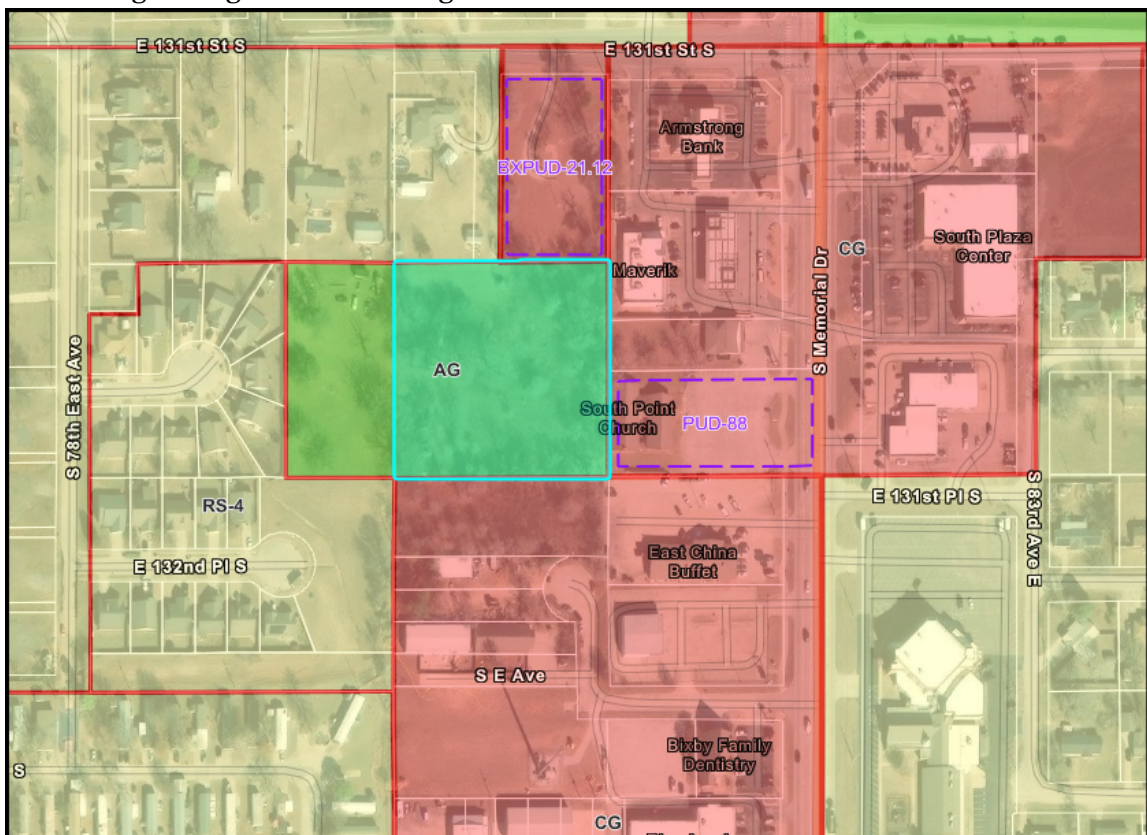 E 131st St S
E 131st St S
Armstrong
Bank
BXPUD-21.12
CG
South Plaza
Center
Maverik
S Memorial Dr
AG
S 78th East Ave
South Point
Church
PUD-88
RS-4
E 131st Pl S
S 83rd Ave E
East China
Buffet
E 132nd Pl S
S E Ave
Bixby Family
Dentistry
S
CG